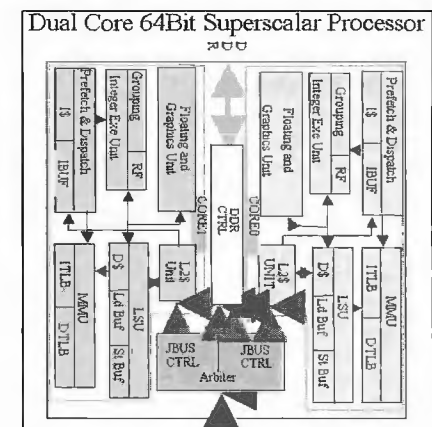 Dual Core 64Bit Superscalar Processor
DDR
Prefetch & Dispatch
I$
IBUF
Grouping
Integer Exe Unit
RF
Floating and
Graphics Unit
CORE1
DDR
CTRL
CORE0
Floating and
Graphics Unit
Grouping
Integer Exe Unit
RF
Prefetch & Dispatch
I$
IBUF
MMU
ITLB
DTLB
LSU
D$
Ld Buf
St Buf
L2$
Unit
L2$
UNIT
LSU
D$
Ld Buf
St Buf
MMU
ITLB
DTLB
JBUS
CTRL
JBUS
CTRL
Arbiter